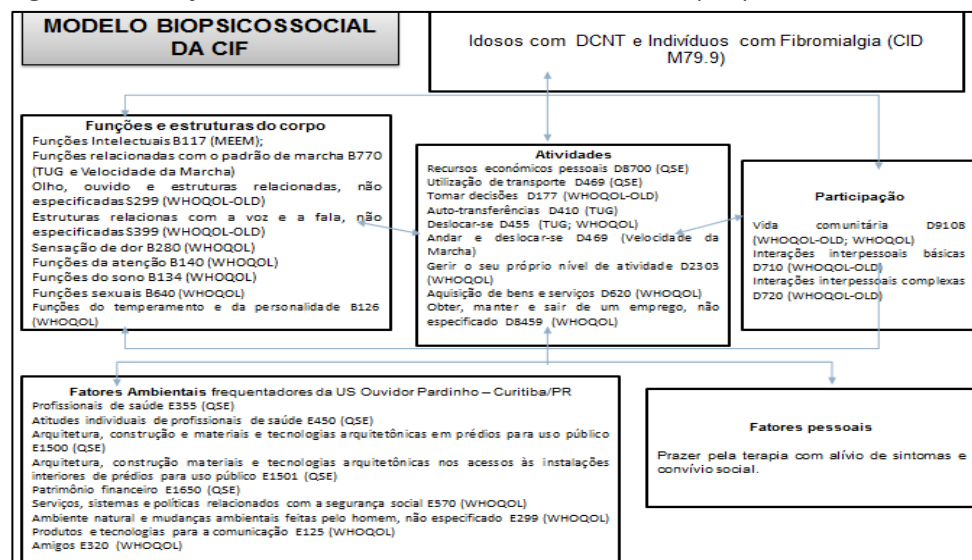 MODELO BIOPSICOSSOCIAL
DA CIF
Idosos com DCNT e Indivíduos com Fibromialgia (CID
M79.9)
Funções e estruturas do corpo
Funções Intelectuais B117 (MEEM);
Funções relacionadas com o padrão de marcha B770
(TUG e Velocidade da Marcha)
Olho, ouvido e estruturas relacionadas, não
especificadas S299 (WHOQOL-OLD)
Estruturas relacionas com a voz e a fala, não
especificadas S399 (WHOQOL-OLD)
Sensação de dor B280 (WHOQOL)
Funções da atenção B140 (WHOQOL)
Funções do sono B134 (WHOQOL)
Funções sexuais B640 (WHOQOL)
Funções do temperamento e da personalidade B126
(WHOQOL)
Atividades
Recursos económicos pessoais D8700 (QSE)
Utilização de transporte D469 (QSE)
Tomar decisões D177 (WHOQOL-OLD)
Auto-transferências D410 (TUG)
Deslocar-se D455 (TUG; WHOQOL)
Andar e deslocar-se D469 (Velocidade da
Marcha)
Gerir o seu próprio nível de atividade D2303
(WHOQOL)
Aquisição de bens e serviços D620 (WHOQOL)
Obter, manter e sair de um emprego, não
especificado D8459 (WHOQOL)
Participação
Vida comunitária D9108
(WHOQOL-OLD; WHOQOL)
Interações interpessoais básicas
D710 (WHOQOL-OLD)
Interações interpessoais complexas
D720 (WHOQOL-OLD)
Fatores Ambientais frequentadores da US Ouvidor Pardinho – Curitiba/PR
Profissionais de saúde E355 (QSE)
Atitudes individuais de profissionais de saúde E450 (QSE)
Arquitetura, construção e materiais e tecnologias arquitetônicas em prédios para uso público
E1500 (QSE)
Arquitetura, construção materiais e tecnologias arquitetônicas nos acessos às instalações
interiores de prédios para uso público E1501 (QSE)
Patrimônio financeiro E1650 (QSE)
Serviços, sistemas e políticas relacionados com a segurança social E570 (WHOQOL)
Ambiente natural e mudanças ambientais feitas pelo homem, não especificado E299 (WHOQOL)
Produtos e tecnologias para a comunicação E125 (WHOQOL)
Amigos E320 (WHOQOL)
Fatores pessoais
Prazer pela terapia com alívio de sintomas e
convívio social.